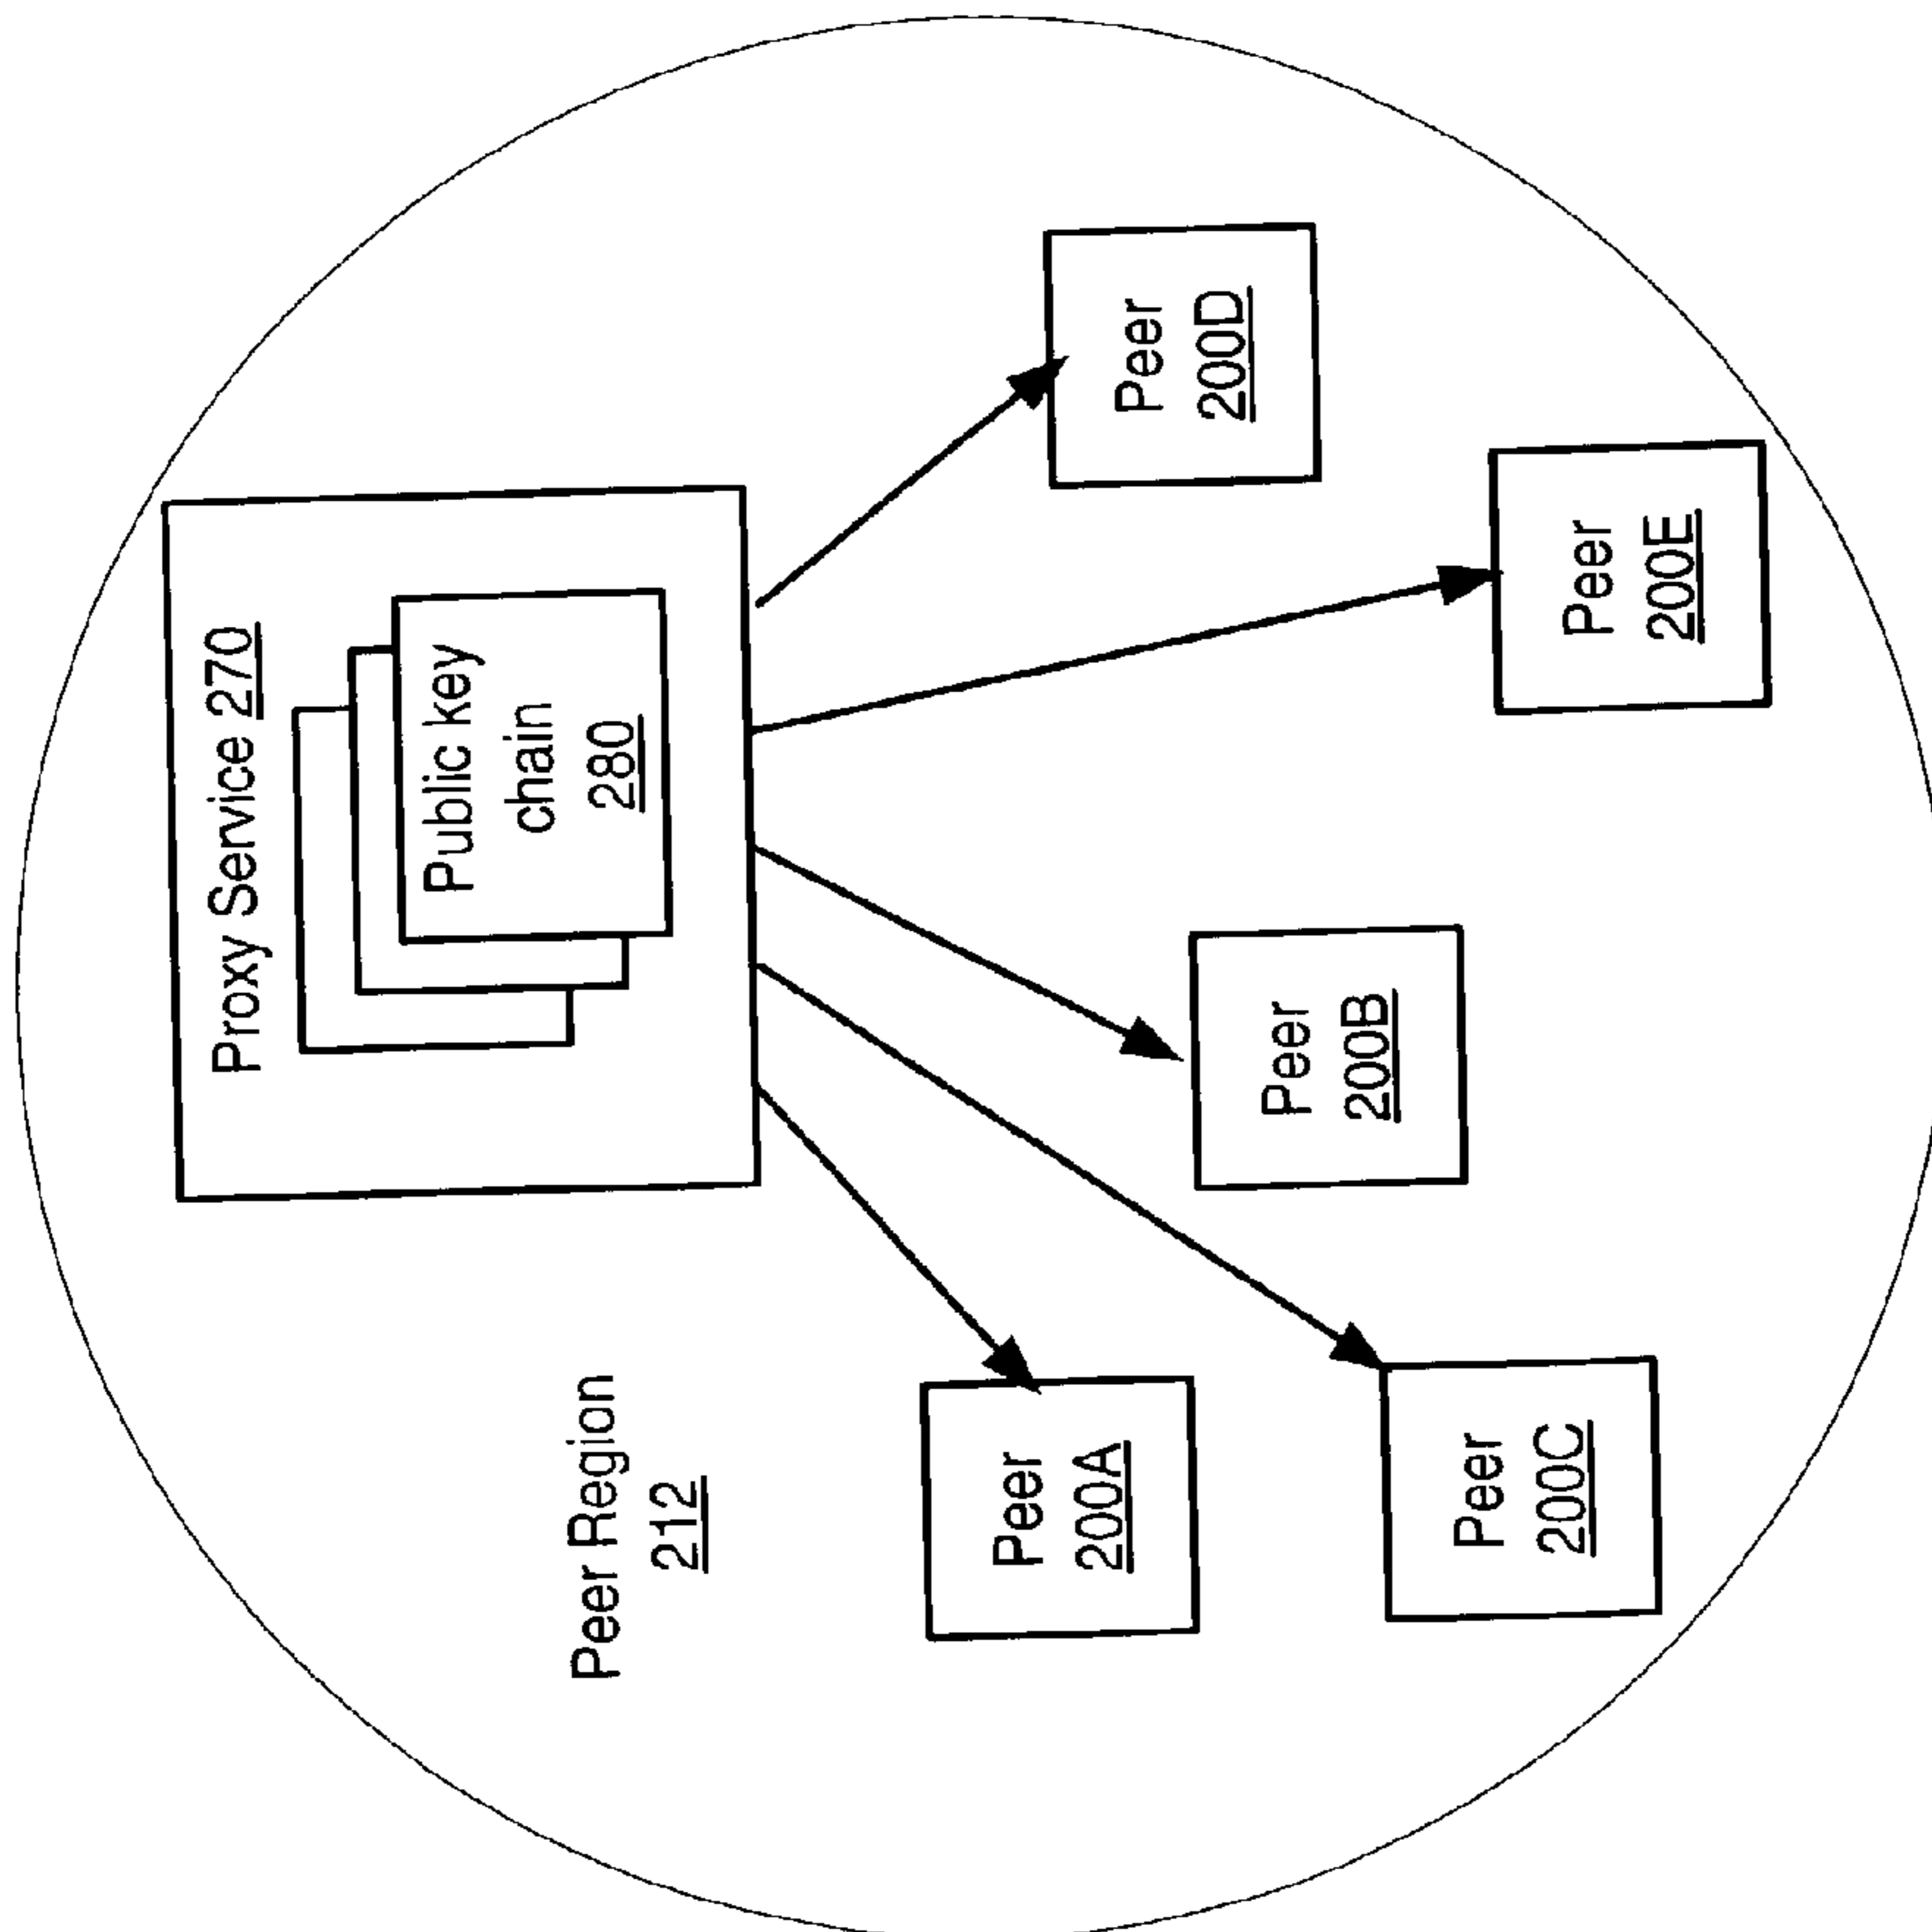 Proxy Service 270
Public key
chain
280
Peer Region
212
Peer
200A
Peer
200C
Peer
200B
Peer
200E
Peer
200D